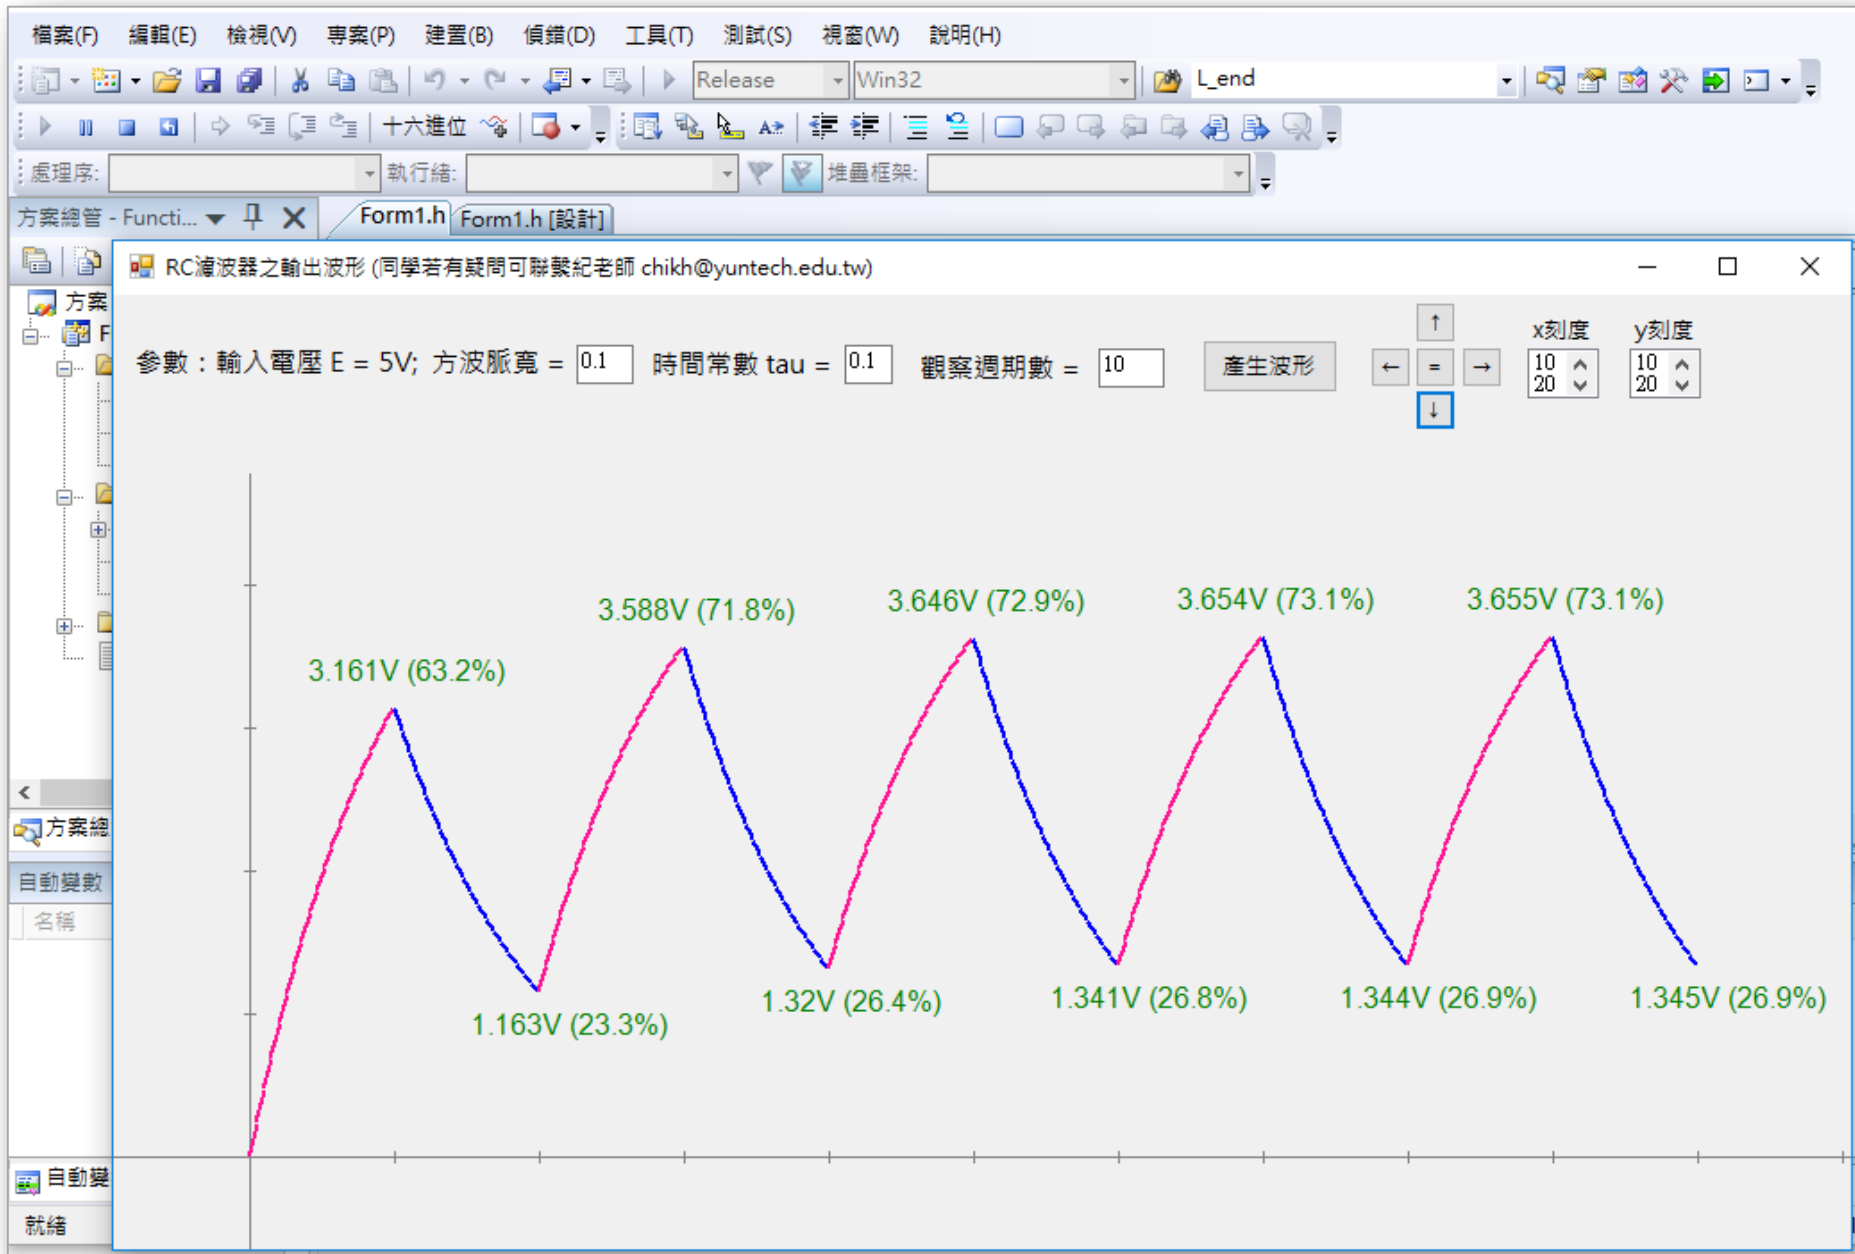 檔案(F) 編輯(E) 檢視(V) 專案(P) 建置(B) 偵錯(D) 工具(T) 測試(S) 視窗(W) 說明(H)
Release Win32 L_end
十六進位
處理序: 執行緒: 堆疊框架:
方案總管 - Functi... Form1.h Form1.h [設計]
RC濾波器之輸出波形 (同學若有疑問可聯繫紀老師 chikh@yuntech.edu.tw)
方案
F
參數：輸入電壓 E = 5V; 方波脈寬 = 0.1 時間常數 tau = 0.1 觀察週期數 = 10 產生波形
↑
← = →
↓
x刻度 y刻度
10 10
20 20
3.161V (63.2%)
3.588V (71.8%)
3.646V (72.9%)
3.654V (73.1%)
3.655V (73.1%)
1.163V (23.3%)
1.32V (26.4%)
1.341V (26.8%)
1.344V (26.9%)
1.345V (26.9%)
方案總
自動變數
名稱
自動變
就緒